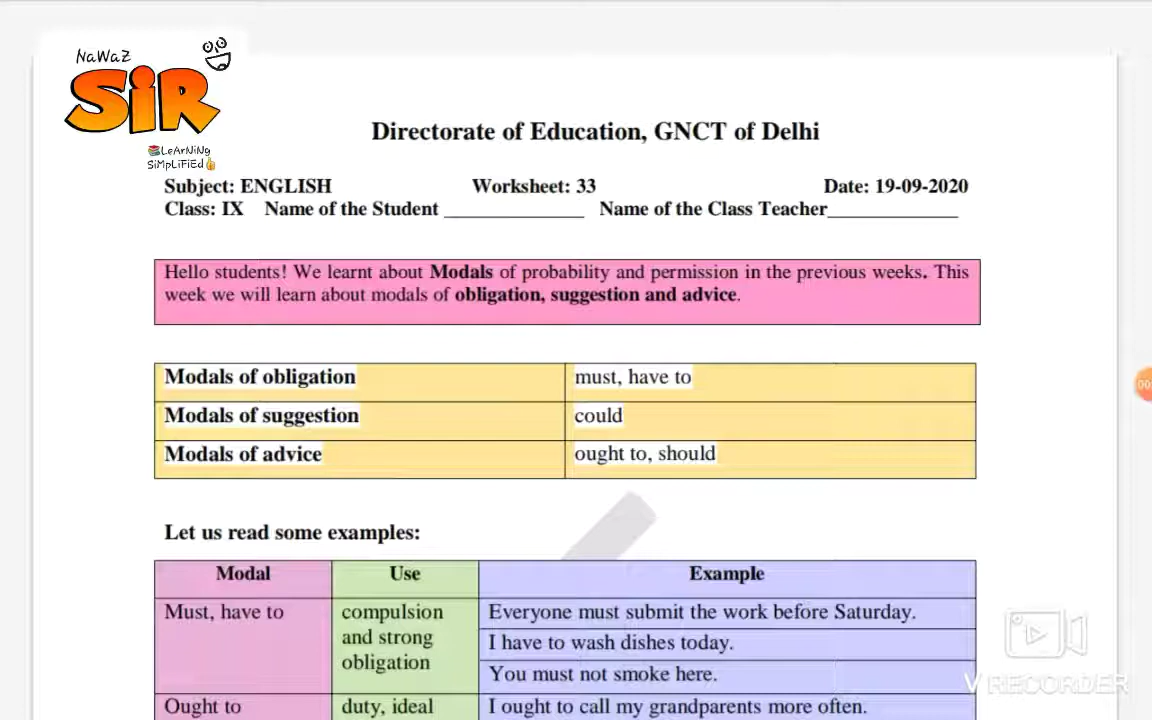 NaWaZ
SiR
LeArNiNg
SiMpLiFiEd
Directorate of Education, GNCT of Delhi
Subject: ENGLISH Worksheet: 33 Date: 19-09-2020
Class: IX Name of the Student ______________ Name of the Class Teacher_____________
Hello students! We learnt about Modals of probability and permission in the previous weeks. This
week we will learn about modals of obligation, suggestion and advice.
Modals of obligation must, have to
Modals of suggestion could
Modals of advice ought to, should
Let us read some examples:
Modal Use Example
Must, have to compulsion and strong obligation Everyone must submit the work before Saturday.
I have to wash dishes today.
You must not smoke here.
Ought to duty, ideal I ought to call my grandparents more often.
00
V RECORDER